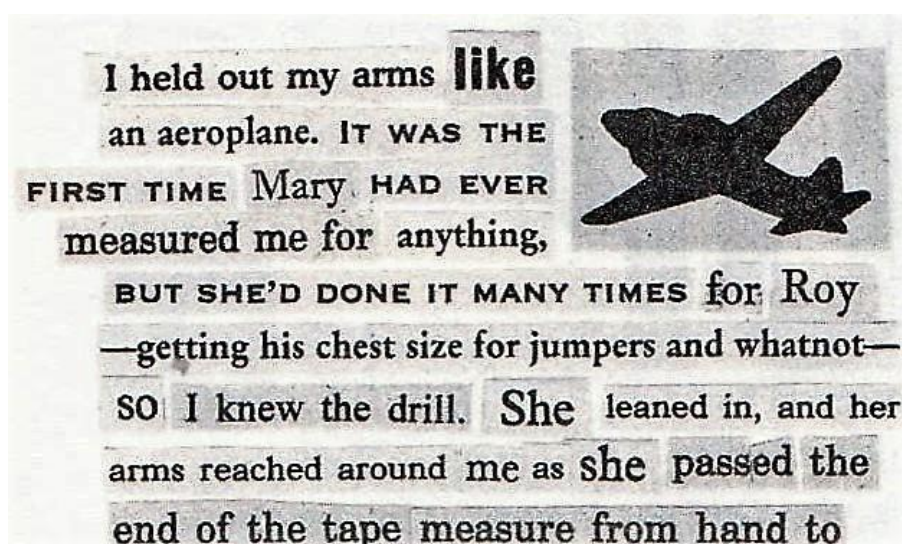 I held out my arms like
an aeroplane. IT WAS THE
FIRST TIME Mary HAD EVER
measured me for anything,
BUT SHE'D DONE IT MANY TIMES for Roy
—getting his chest size for jumpers and whatnot—
SO I knew the drill. She leaned in, and her
arms reached around me as she passed the
end of the tape measure from hand to